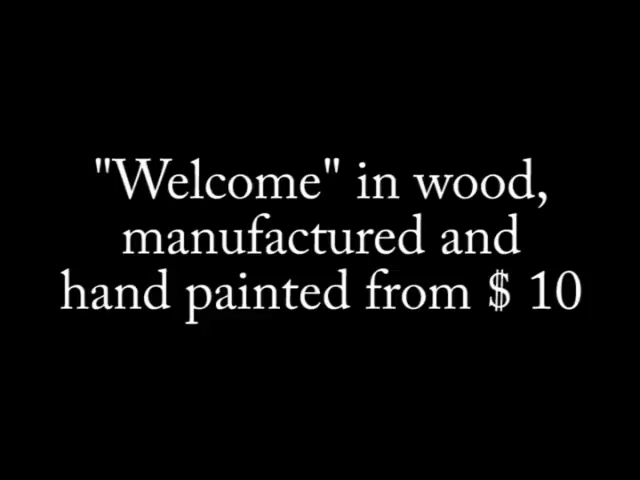 "Welcome" in wood,
manufactured and
hand painted from $ 10